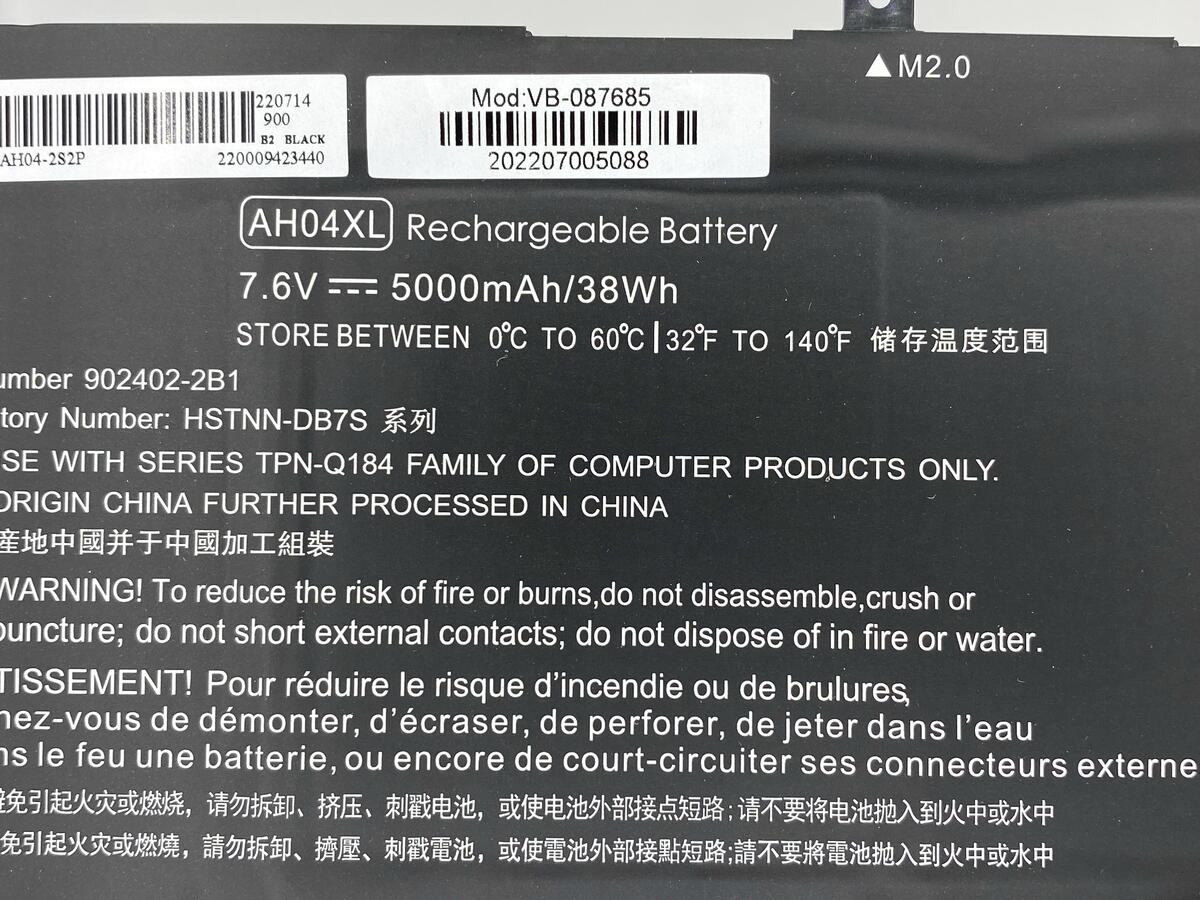 M2.0
220714
900
B2 BLACK
AH04-2S2P
220009423440
Mod:VB-087685
202207005088
AH04XL Rechargeable Battery
7.6V 5000mAh/38Wh
STORE BETWEEN 0°C TO 60°C | 32°F TO 140°F 储存温度范围
umber 902402-2B1
tory Number: HSTNN-DB7S 系列
SE WITH SERIES TPN-Q184 FAMILY OF COMPUTER PRODUCTS ONLY.
ORIGIN CHINA FURTHER PROCESSED IN CHINA
産地中國并于中國加工組裝
WARNING! To reduce the risk of fire or burns,do not disassemble,crush or
puncture; do not short external contacts; do not dispose of in fire or water.
TISSEMENT! Pour réduire le risque d'incendie ou de brulures,
nez-vous de démonter, d'écraser, de perforer, de jeter dans l'eau
ns le feu une batterie, ou encore de court-circuiter ses connecteurs externe
避免引起火灾或燃烧，请勿拆卸、挤压、刺戳电池，或使电池外部接点短路;请不要将电池抛入到火中或水中
免引起火灾或燃燒，請勿拆卸、擠壓、刺戳電池，或使電池外部接點短路;請不要將電池抛入到火中或水中